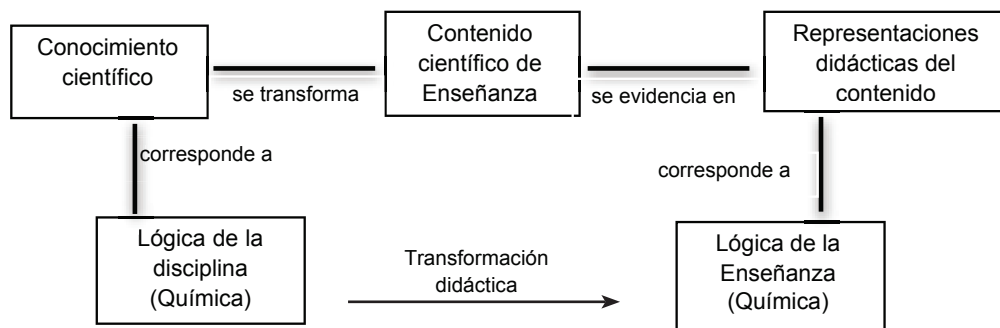 Conocimiento
científico
se transforma
Contenido
científico de
Enseñanza
se evidencia en
Representaciones
didácticas del
contenido
corresponde a
corresponde a
Lógica de la
disciplina
(Química)
Transformación
didáctica
Lógica de la
Enseñanza
(Química)